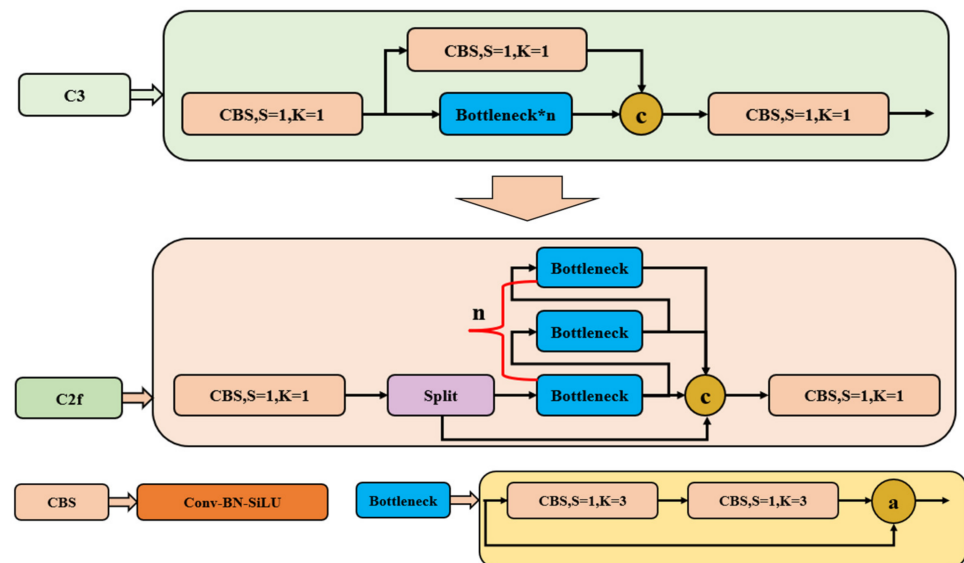 CBS,S=1,K=1
C3
CBS,S=1,K=1
Bottleneck*n
c
CBS,S=1,K=1
Bottleneck
n
Bottleneck
C2f
CBS,S=1,K=1
Split
Bottleneck
c
CBS,S=1,K=1
CBS
Conv-BN-SiLU
Bottleneck
CBS,S=1,K=3
CBS,S=1,K=3
a